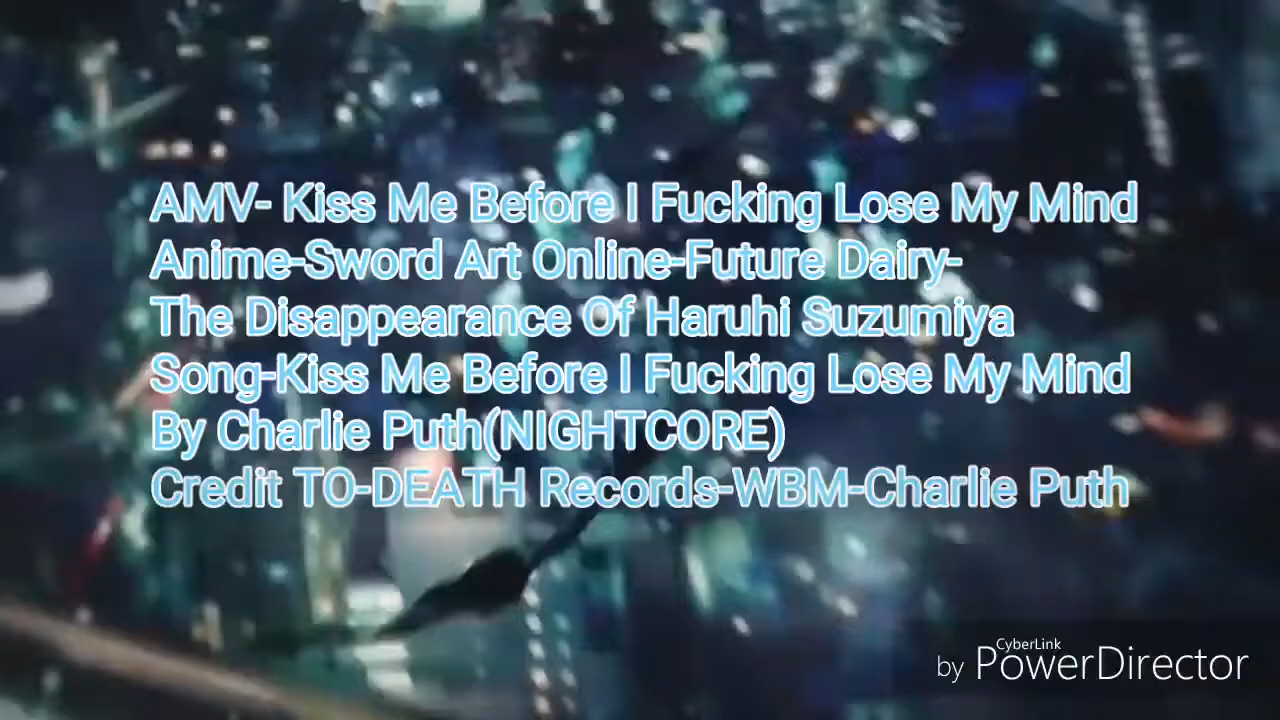 AMV- Kiss Me Before I Fucking Lose My Mind
Anime-Sword Art Online-Future Dairy-
The Disappearance Of Haruhi Suzumiya
Song-Kiss Me Before I Fucking Lose My Mind
By Charlie Puth(NIGHTCORE)
Credit TO-DEATH Records-WBM-Charlie Puth
CyberLink
by PowerDirector